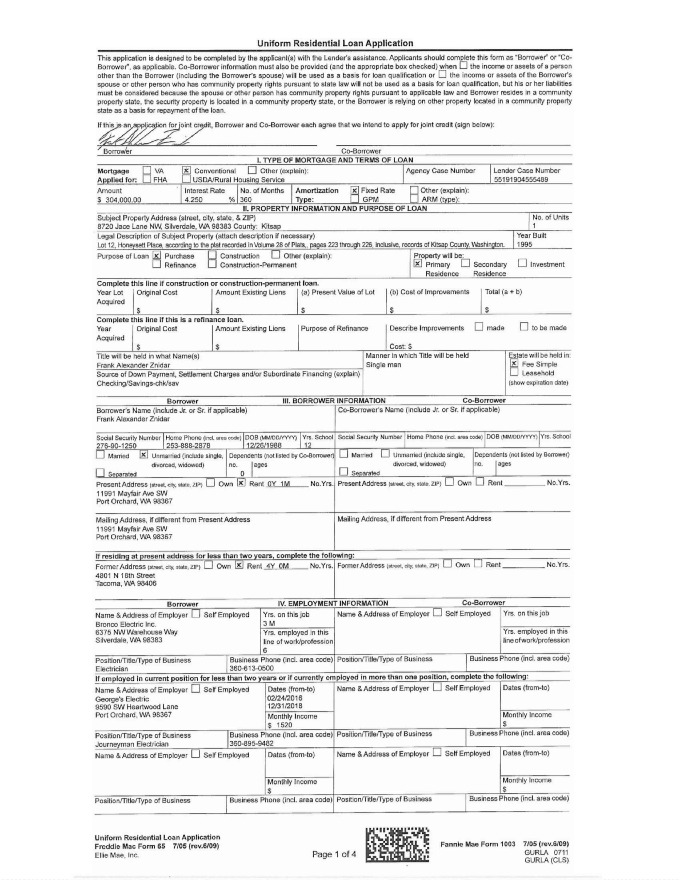 Uniform Residential Loan Application
This application is designed to be completed by the applicant(s) with the Lender's assistance. Applicants should complete this form as "Borrower" or "Co-
Borrower", as applicable. Co-Borrower information must also be provided (and the appropriate box checked) when the income or assets of a person
other than the Borrower (including the Borrower's spouse) will be used as a basis for loan qualification or the income or assets of the Borrower's
spouse or other person who has community property rights pursuant to state law will not be used as a basis for loan qualification, but his or her liabilities
must be considered because the spouse or other person has community property rights pursuant to applicable law and Borrower resides in a community
property state, the security property is located in a community property state, or the Borrower is relying on other property located in a community property
state as a basis for repayment of the loan.
If this is an application for joint credit, Borrower and Co-Borrower each agree that we intend to apply for joint credit (sign below):
Borrower Co-Borrower
I. TYPE OF MORTGAGE AND TERMS OF LOAN
Mortgage VA Conventional Other (explain): Agency Case Number Lender Case Number
Applied for: FHA USDA/Rural Housing Service 55191904555489
Amount Interest Rate No. of Months Amortization Fixed Rate Other (explain):
$ 304,000.00 4.250 % 360 Type: GPM ARM (type):
II. PROPERTY INFORMATION AND PURPOSE OF LOAN
Subject Property Address (street, city, state, & ZIP) No. of Units
8720 Jace Lane NW, Silverdale, WA 98383 County: Kitsap 1
Legal Description of Subject Property (attach description if necessary) Year Built
Lot 12, Honeysett Place, according to the plat recorded in Volume 28 of Plats, pages 223 through 226, inclusive, records of Kitsap County, Washington. 1995
Purpose of Loan Purchase Construction Other (explain): Property will be:
Refinance Construction-Permanent Primary Secondary Investment
Residence Residence
Complete this line if construction or construction-permanent loan.
Year Lot Original Cost Amount Existing Liens (a) Present Value of Lot (b) Cost of Improvements Total (a + b)
Acquired
$ $ $ $ $
Complete this line if this is a refinance loan.
Year Original Cost Amount Existing Liens Purpose of Refinance Describe Improvements made to be made
Acquired
$ $ Cost: $
Title will be held in what Name(s) Manner in which Title will be held Estate will be held in:
Frank Alexander Znidar Single man Fee Simple
Source of Down Payment, Settlement Charges and/or Subordinate Financing (explain) Leasehold
Checking/Savings-chk/sav (show expiration date)
Borrower III. BORROWER INFORMATION Co-Borrower
Borrower's Name (include Jr. or Sr. if applicable) Co-Borrower's Name (include Jr. or Sr. if applicable)
Frank Alexander Znidar
Social Security Number Home Phone (incl. area code) DOB (MM/DD/YYYY) Yrs. School Social Security Number Home Phone (incl. area code) DOB (MM/DD/YYYY) Yrs. School
276-90-1250 253-888-2878 12/26/1988 12
Married Unmarried (include single, Dependents (not listed by Co-Borrower) Married Unmarried (include single, Dependents (not listed by Borrower)
divorced, widowed) no. ages divorced, widowed) no. ages
Separated 0 Separated
Present Address (street, city, state, ZIP) Own Rent 0Y 1M No. Yrs. Present Address (street, city, state, ZIP) Own Rent No. Yrs.
11991 Mayfair Ave SW
Port Orchard, WA 98367
Mailing Address, if different from Present Address Mailing Address, if different from Present Address
11991 Mayfair Ave SW
Port Orchard, WA 98367
If residing at present address for less than two years, complete the following:
Former Address (street, city, state, ZIP) Own Rent 4Y 0M No. Yrs. Former Address (street, city, state, ZIP) Own Rent No. Yrs.
4801 N 18th Street
Tacoma, WA 98406
Borrower IV. EMPLOYMENT INFORMATION Co-Borrower
Name & Address of Employer Self Employed Yrs. on this job Name & Address of Employer Self Employed Yrs. on this job
Bronco Electric Inc. 3 M
6375 NW Warehouse Way Yrs. employed in this Yrs. employed in this
Silverdale, WA 98383 line of work/profession line of work/profession
6
Position/Title/Type of Business Business Phone (incl. area code) Position/Title/Type of Business Business Phone (incl. area code)
Electrician 360-613-0500
If employed in current position for less than two years or if currently employed in more than one position, complete the following:
Name & Address of Employer Self Employed Dates (from-to) Name & Address of Employer Self Employed Dates (from-to)
George's Electric 02/24/2016
9590 SW Heartwood Lane 12/31/2018
Port Orchard, WA 98367 Monthly Income Monthly Income
$ 1520 $
Position/Title/Type of Business Business Phone (incl. area code) Position/Title/Type of Business Business Phone (incl. area code)
Journeyman Electrician 360-895-9482
Name & Address of Employer Self Employed Dates (from-to) Name & Address of Employer Self Employed Dates (from-to)
Monthly Income Monthly Income
$ $
Position/Title/Type of Business Business Phone (incl. area code) Position/Title/Type of Business Business Phone (incl. area code)
Uniform Residential Loan Application
Freddie Mac Form 65 7/05 (rev.6/09)
Ellie Mae, Inc.
Page 1 of 4
Fannie Mae Form 1003 7/05 (rev.6/09)
GURLA 0711
GURLA (CLS)